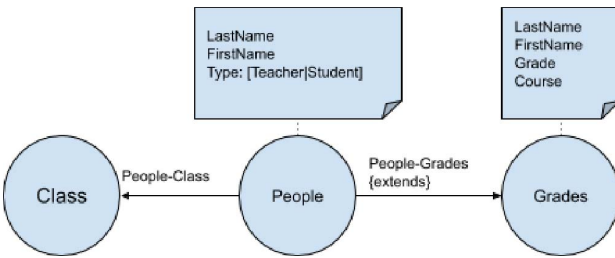 LastName
FirstName
Type: [Teacher|Student]
LastName
FirstName
Grade
Course
Class
People-Class
People
People-Grades
{extends}
Grades